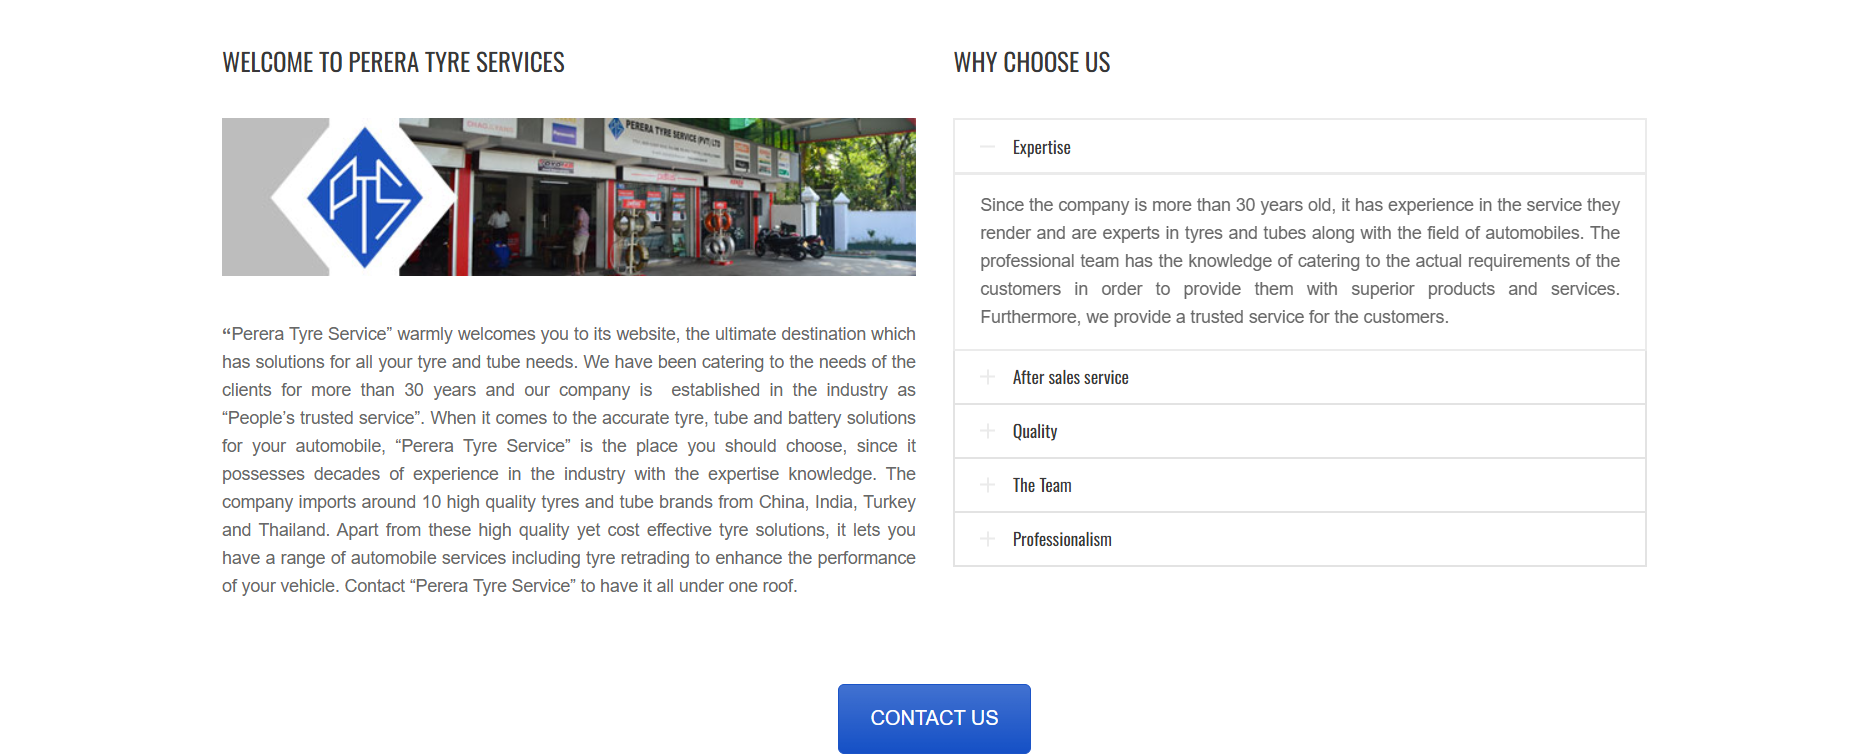 WELCOME TO PERERA TYRE SERVICES
PTS
PERERA TYRE SERVICE (PVT) LTD
“Perera Tyre Service” warmly welcomes you to its website, the ultimate destination which
has solutions for all your tyre and tube needs. We have been catering to the needs of the
clients for more than 30 years and our company is  established in the industry as
“People’s trusted service”. When it comes to the accurate tyre, tube and battery solutions
for your automobile, “Perera Tyre Service” is the place you should choose, since it
possesses decades of experience in the industry with the expertise knowledge. The
company imports around 10 high quality tyres and tube brands from China, India, Turkey
and Thailand. Apart from these high quality yet cost effective tyre solutions, it lets you
have a range of automobile services including tyre retrading to enhance the performance
of your vehicle. Contact “Perera Tyre Service” to have it all under one roof.
WHY CHOOSE US
Expertise
Since the company is more than 30 years old, it has experience in the service they
render and are experts in tyres and tubes along with the field of automobiles. The
professional team has the knowledge of catering to the actual requirements of the
customers in order to provide them with superior products and services.
Furthermore, we provide a trusted service for the customers.
After sales service
Quality
The Team
Professionalism
CONTACT US